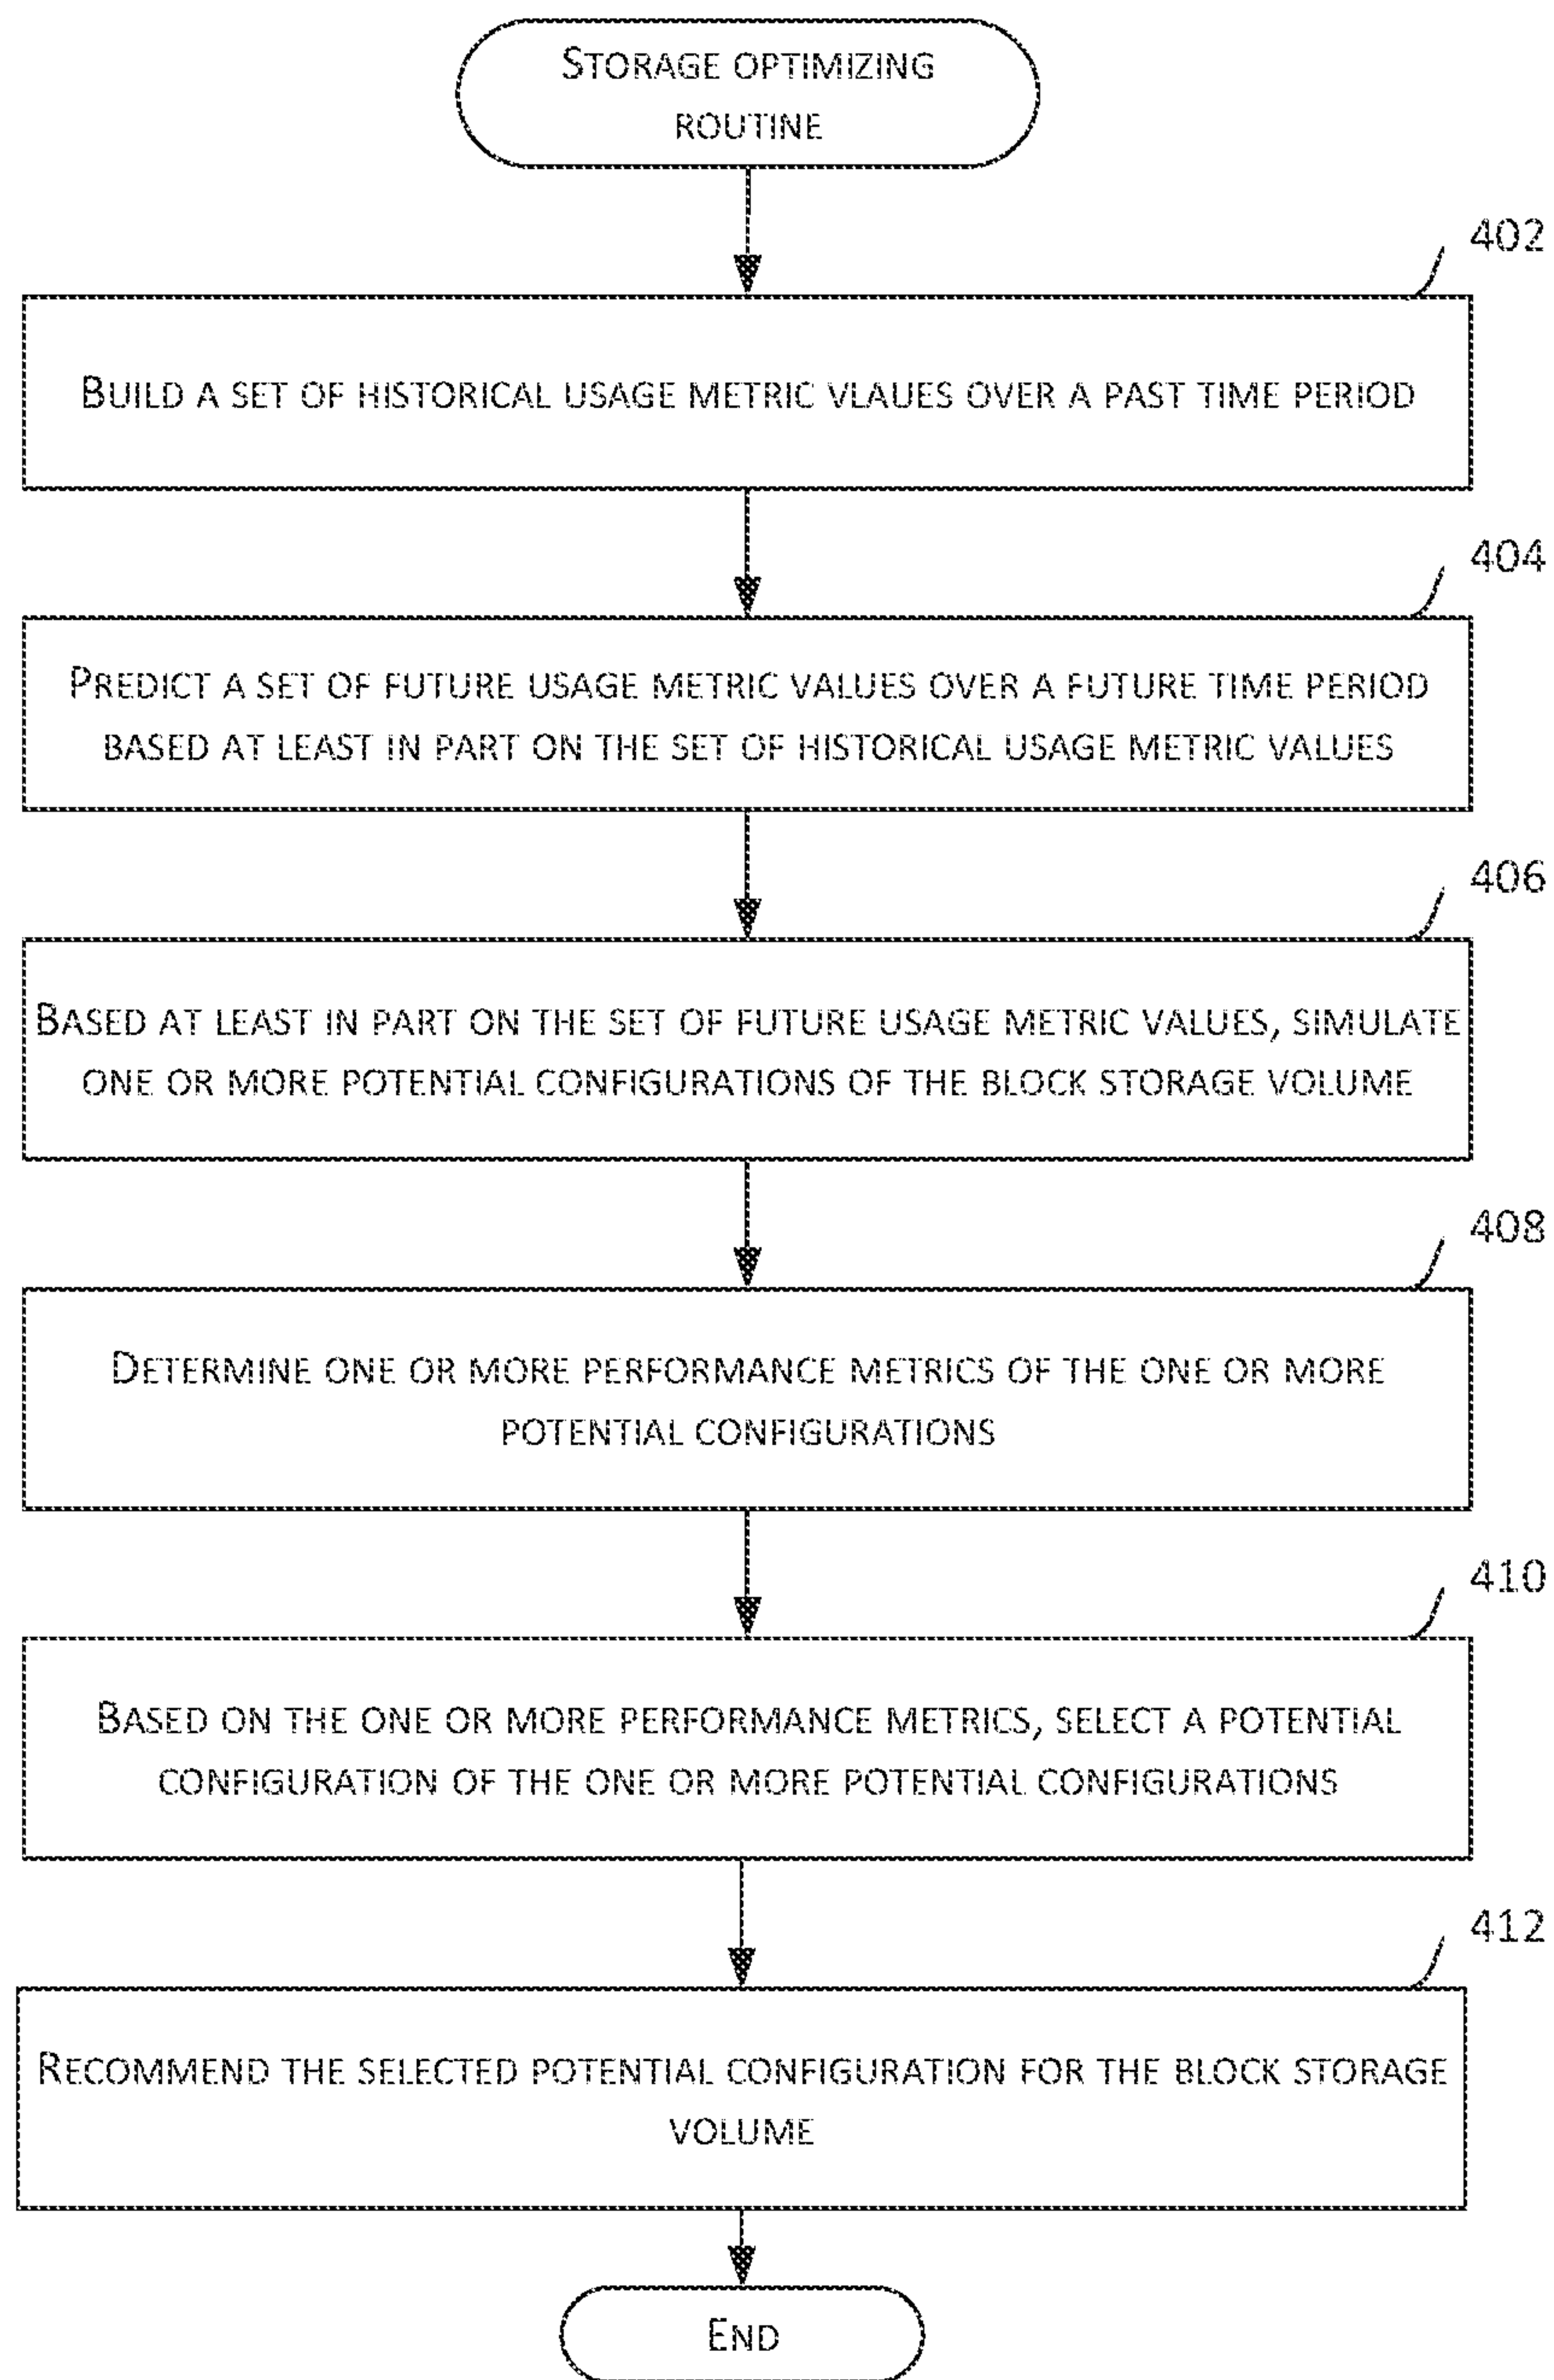 STORAGE OPTIMIZING
ROUTINE
402
BUILD A SET OF HISTORICAL USAGE METRIC VLAUES OVER A PAST TIME PERIOD
404
PREDICT A SET OF FUTURE USAGE METRIC VALUES OVER A FUTURE TIME PERIOD
BASED AT LEAST IN PART ON THE SET OF HISTORICAL USAGE METRIC VALUES
406
BASED AT LEAST IN PART ON THE SET OF FUTURE USAGE METRIC VALUES, SIMULATE
ONE OR MORE POTENTIAL CONFIGURATIONS OF THE BLOCK STORAGE VOLUME
408
DETERMINE ONE OR MORE PERFORMANCE METRICS OF THE ONE OR MORE
POTENTIAL CONFIGURATIONS
410
BASED ON THE ONE OR MORE PERFORMANCE METRICS, SELECT A POTENTIAL
CONFIGURATION OF THE ONE OR MORE POTENTIAL CONFIGURATIONS
412
RECOMMEND THE SELECTED POTENTIAL CONFIGURATION FOR THE BLOCK STORAGE
VOLUME
END